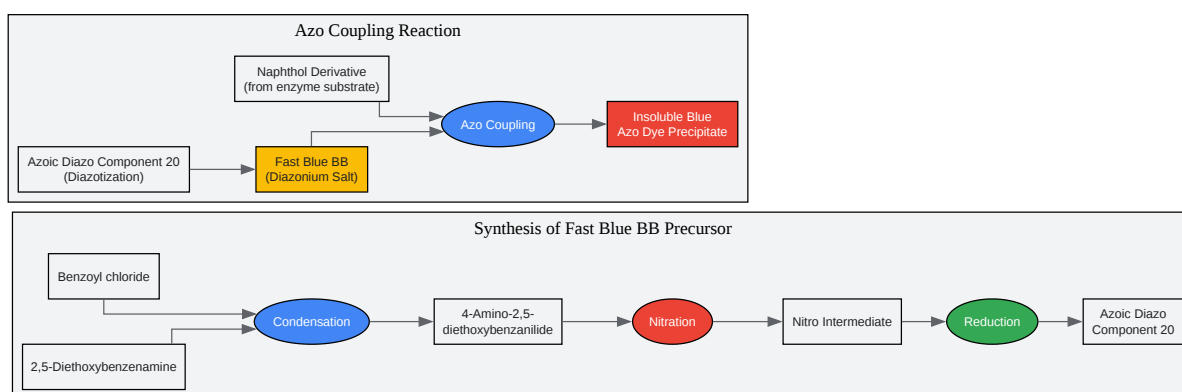 Azo Coupling Reaction
Naphthol Derivative
(from enzyme substrate)
Azo Coupling
Insoluble Blue
Azo Dye Precipitate
Azoic Diazo Component 20
(Diazotization)
Fast Blue BB
(Diazonium Salt)
Synthesis of Fast Blue BB Precursor
Benzoyl chloride
Condensation
4-Amino-2,5-
diethoxybenzanilide
Nitration
Nitro Intermediate
Reduction
Azoic Diazo
Component 20
2,5-Diethoxybenzenamine